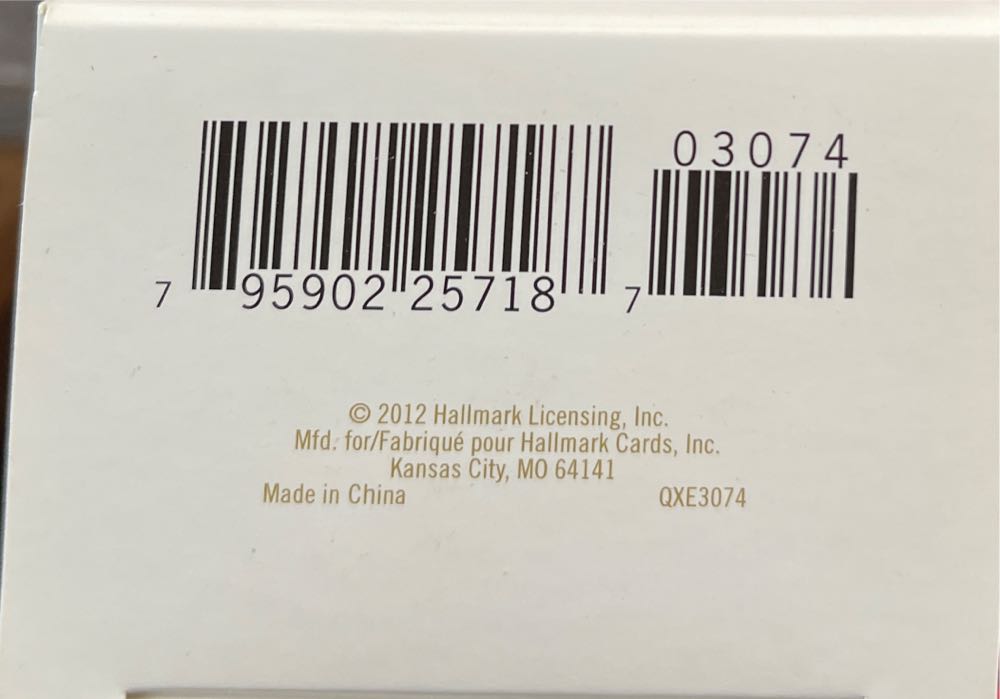 03074
7 95902 25718 7
© 2012 Hallmark Licensing, Inc.
Mfd. for/Fabriqué pour Hallmark Cards, Inc.
Kansas City, MO 64141
Made in China QXE3074